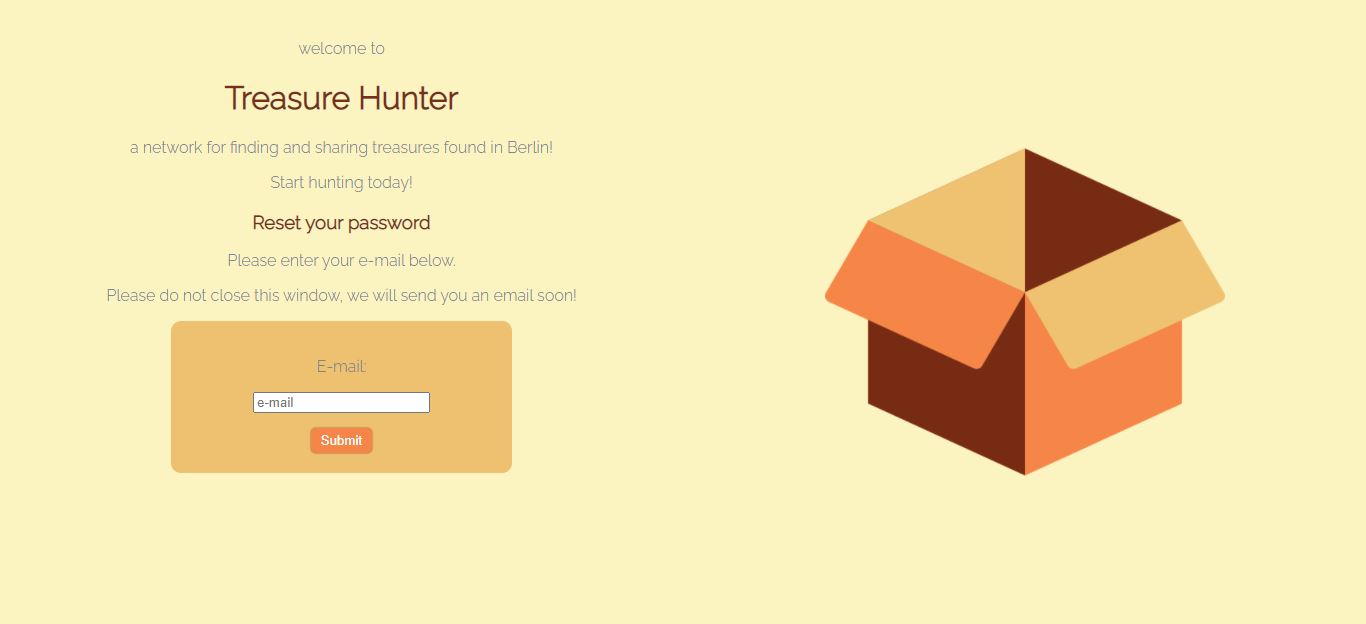 welcome to
Treasure Hunter
a network for finding and sharing treasures found in Berlin!
Start hunting today!
Reset your password
Please enter your e-mail below.
Please do not close this window, we will send you an email soon!
E-mail:
e-mail
Submit